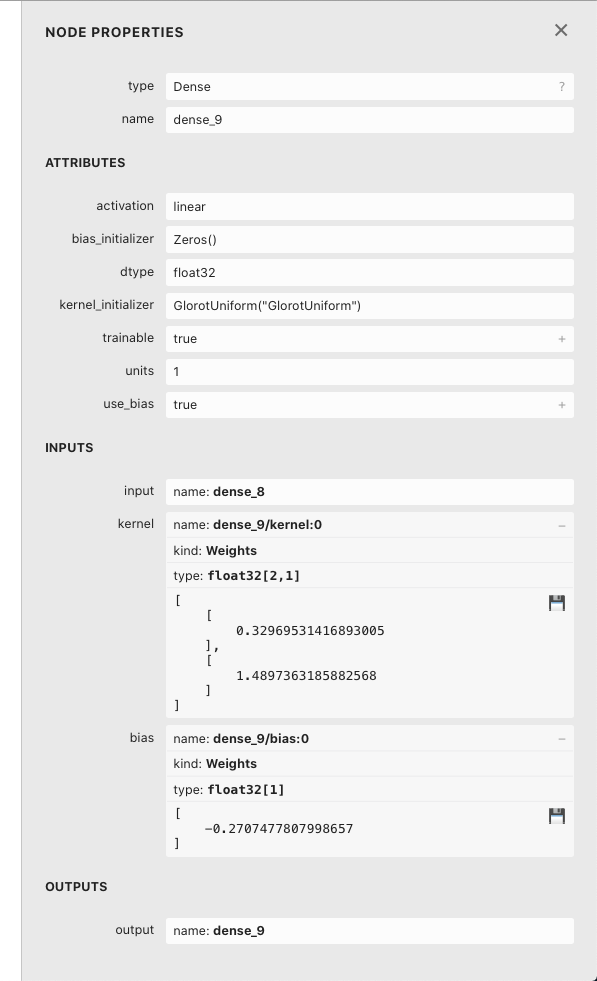 NODE PROPERTIES ✕
type Dense ?
name dense_9
ATTRIBUTES
activation linear
bias_initializer Zeros()
dtype float32
kernel_initializer GlorotUniform("GlorotUniform")
trainable true +
units 1
use_bias true +
INPUTS
input name: dense_8
kernel name: dense_9/kernel:0 –
kind: Weights
type: float32[2,1]
[
[
0.32969531416893005
],
[
1.4897363185882568
]
]
bias name: dense_9/bias:0 –
kind: Weights
type: float32[1]
[
−0.2707477807998657
]
OUTPUTS
output name: dense_9